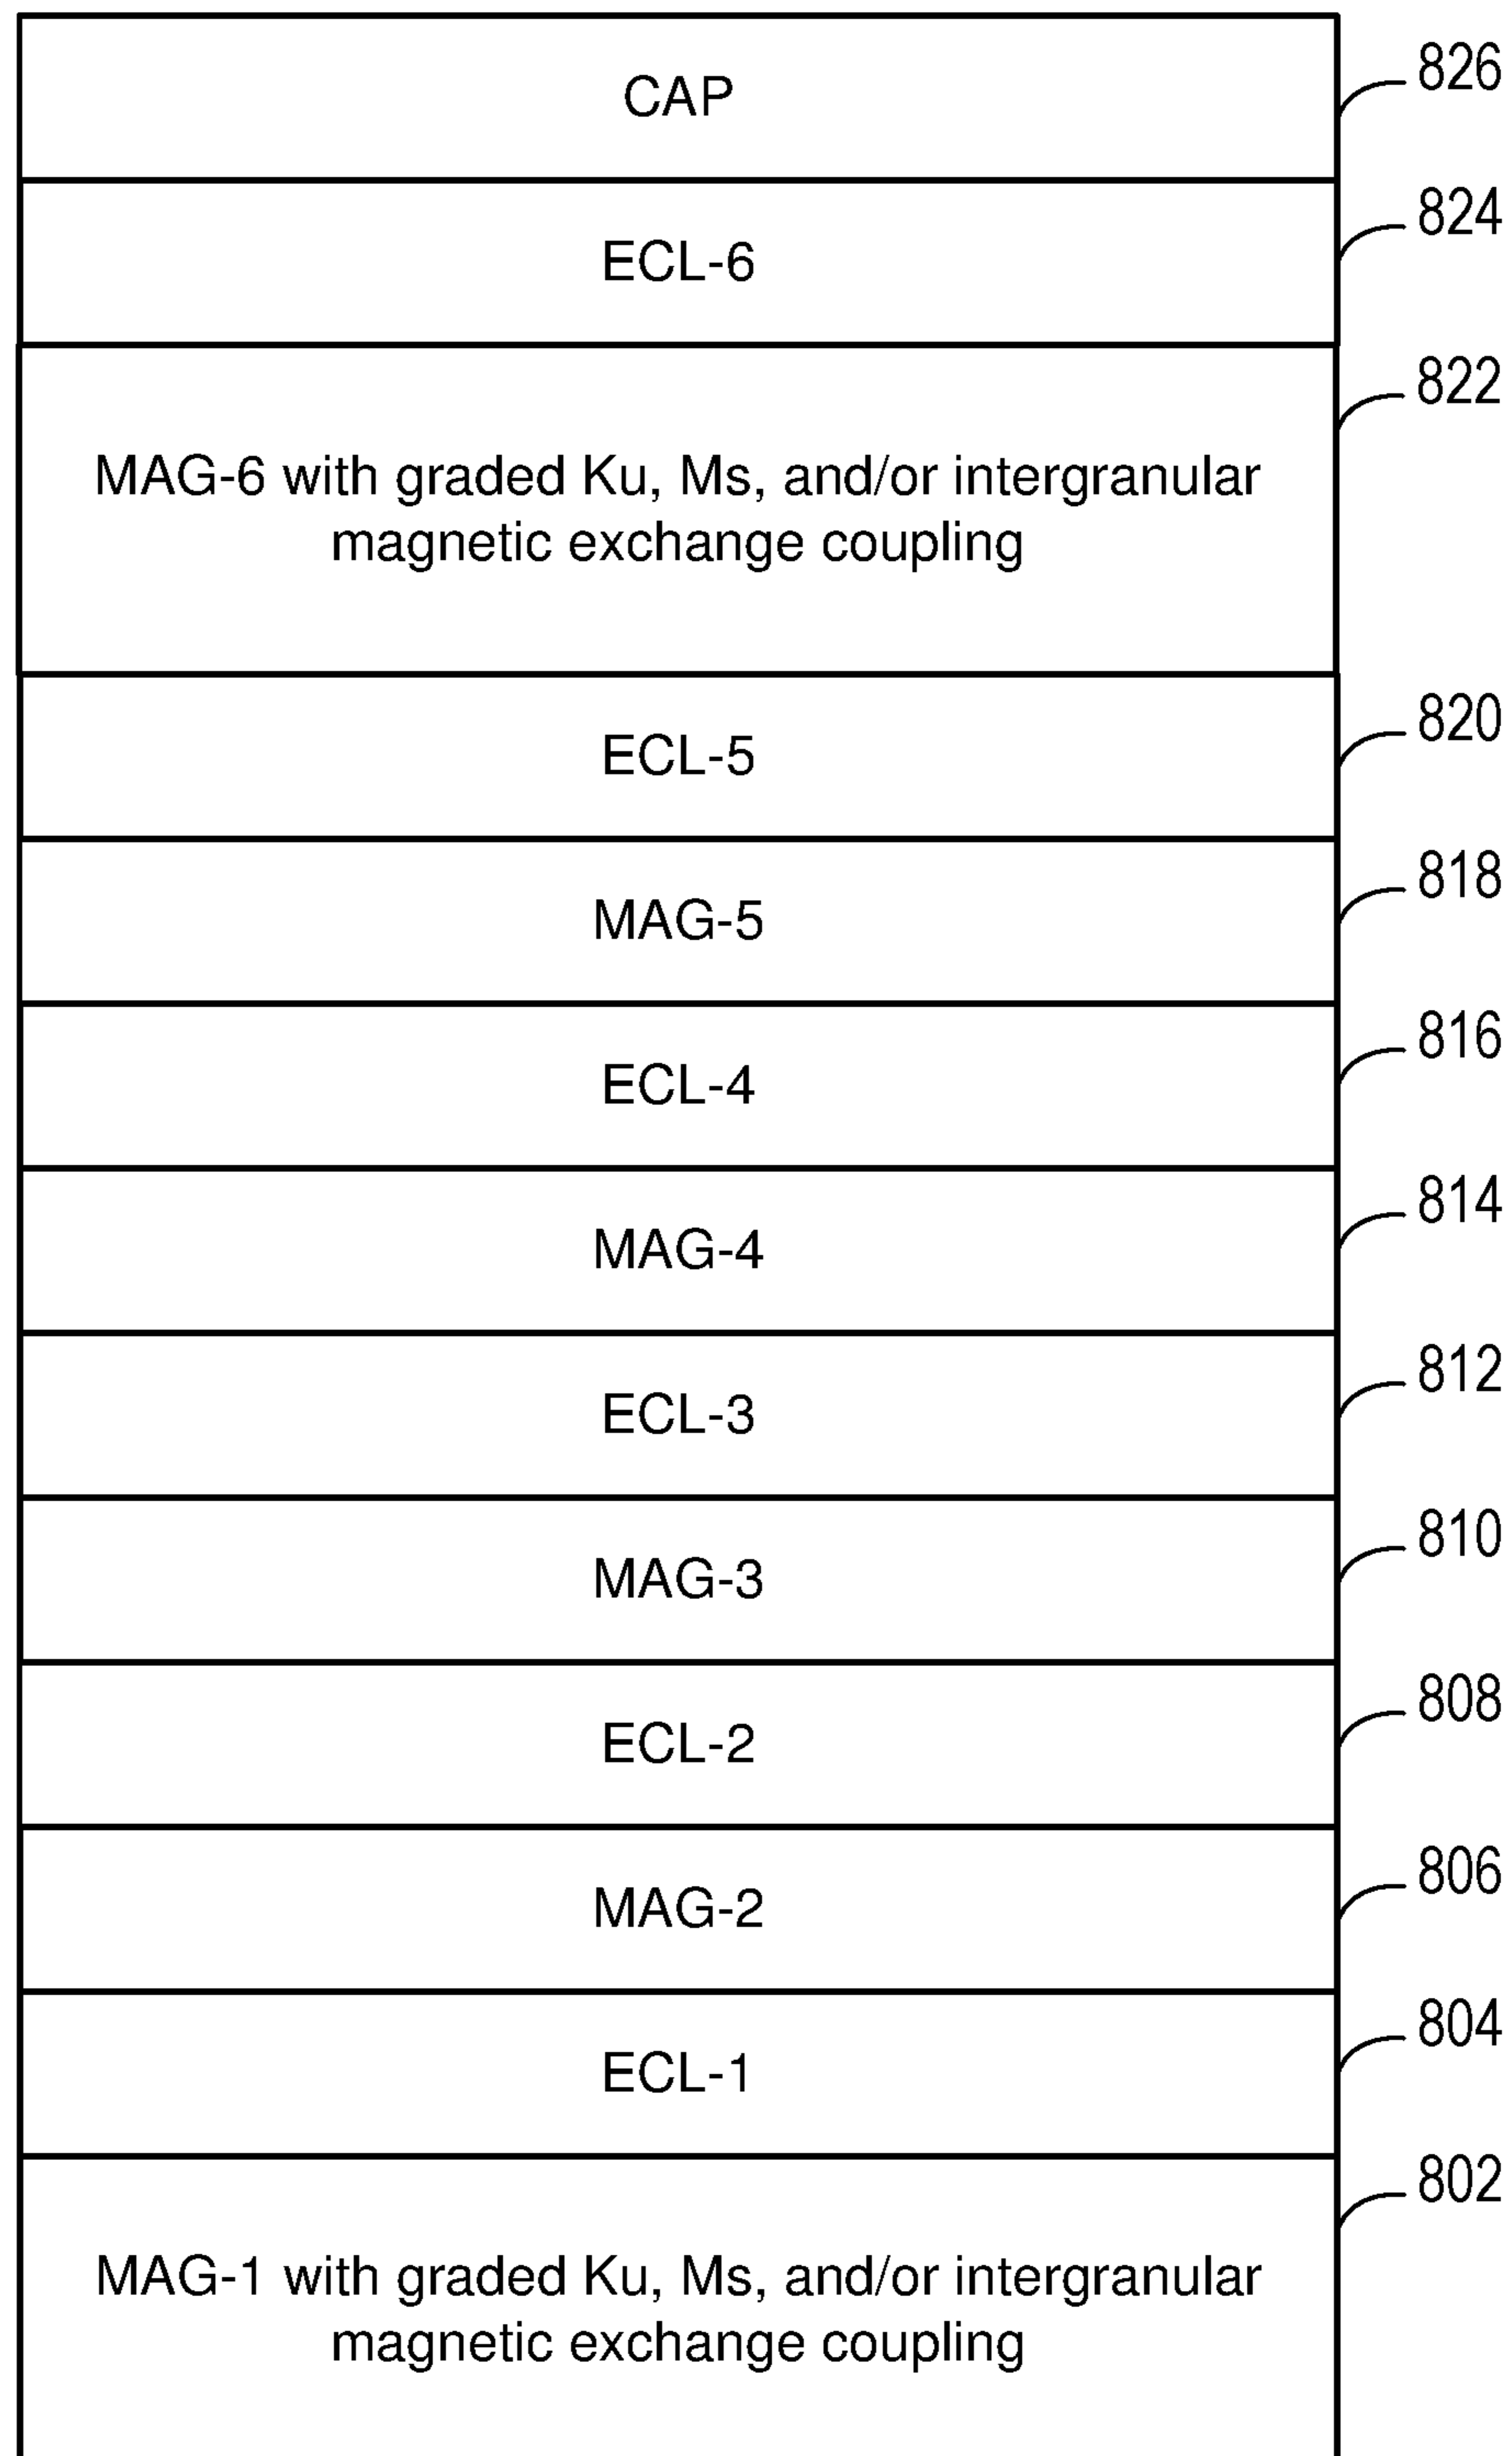 CAP
826
ECL-6
824
MAG-6 with graded Ku, Ms, and/or intergranular
magnetic exchange coupling
822
ECL-5
820
MAG-5
818
ECL-4
816
MAG-4
814
ECL-3
812
MAG-3
810
ECL-2
808
MAG-2
806
ECL-1
804
MAG-1 with graded Ku, Ms, and/or intergranular
magnetic exchange coupling
802